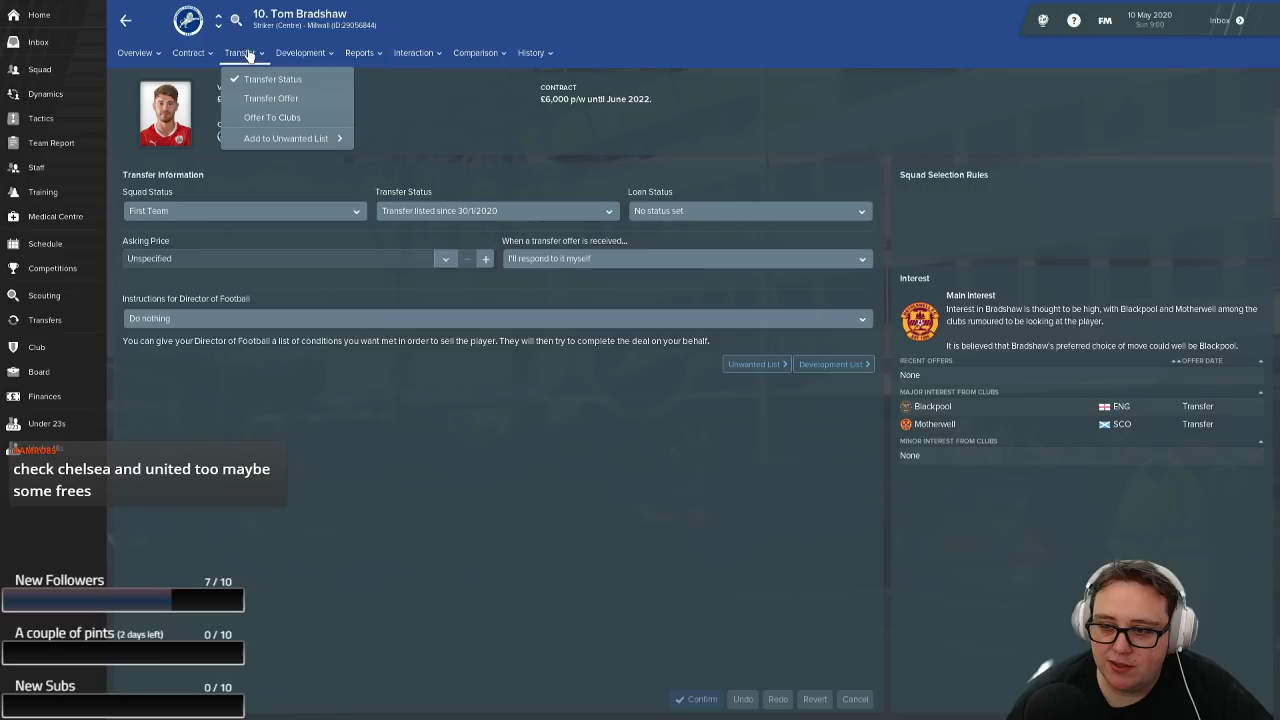 Home
Inbox
Squad
Dynamics
Tactics
Team Report
Staff
Training
Medical Centre
Schedule
Competitions
Scouting
Transfers
Club
Board
Finances
Under 23s
10. Tom Bradshaw
Striker (Centre) - Millwall (ID:29056844)
FM
10 May 2020
Sun 9:00
Inbox
Overview
Contract
Transfer
Development
Reports
Interaction
Comparison
History
Transfer Status
Transfer Offer
Offer To Clubs
Add to Unwanted List
CONTRACT
£6,000 p/w until June 2022.
Transfer Information
Squad Status
First Team
Transfer Status
Transfer listed since 30/1/2020
Loan Status
No status set
Asking Price
Unspecified
When a transfer offer is received...
I'll respond to it myself
Instructions for Director of Football
Do nothing
You can give your Director of Football a list of conditions you want met in order to sell the player. They will then try to complete the deal on your behalf.
Unwanted List
Development List
Squad Selection Rules
Interest
Main Interest
Interest in Bradshaw is thought to be high, with Blackpool and Motherwell among the
clubs rumoured to be looking at the player.
It is believed that Bradshaw's preferred choice of move could well be Blackpool.
RECENT OFFERS
OFFER DATE
None
MAJOR INTEREST FROM CLUBS
Blackpool
ENG
Transfer
Motherwell
SCO
Transfer
MINOR INTEREST FROM CLUBS
None
check chelsea and united too maybe
some frees
New Followers
7 / 10
A couple of pints (2 days left)
0 / 10
New Subs
0 / 10
Confirm
Undo
Redo
Revert
Cancel